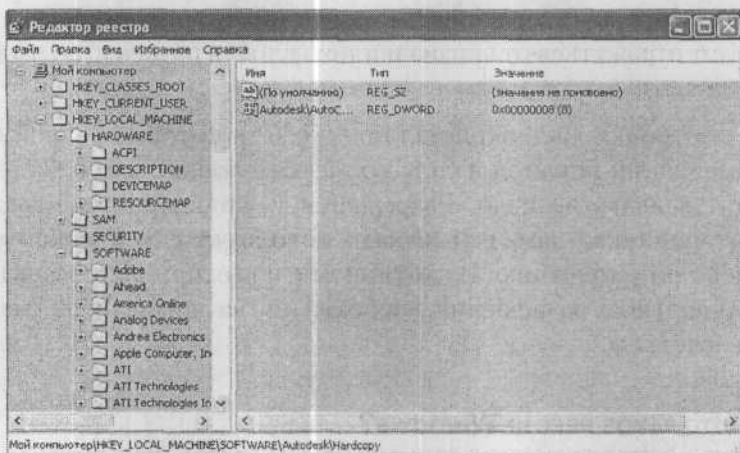 Редактор реестра
Файл Правка Вид Избранное Справка
Мой компьютер
HKEY_CLASSES_ROOT
HKEY_CURRENT_USER
HKEY_LOCAL_MACHINE
HARDWARE
ACPI
DESCRIPTION
DEVICEMAP
RESOURCEMAP
SAM
SECURITY
SOFTWARE
Adobe
Ahead
America Online
Analog Devices
Andrea Electronics
Apple Computer, In
ATI
ATI Technologies
ATI Technologies In
Имя Тип Значение
(По умолчанию) REG_SZ (значение не присвоено)
Autodesk\AutoC... REG_DWORD 0x00000008 (8)
Мой компьютер\HKEY_LOCAL_MACHINE\SOFTWARE\Autodesk\Hardcopy